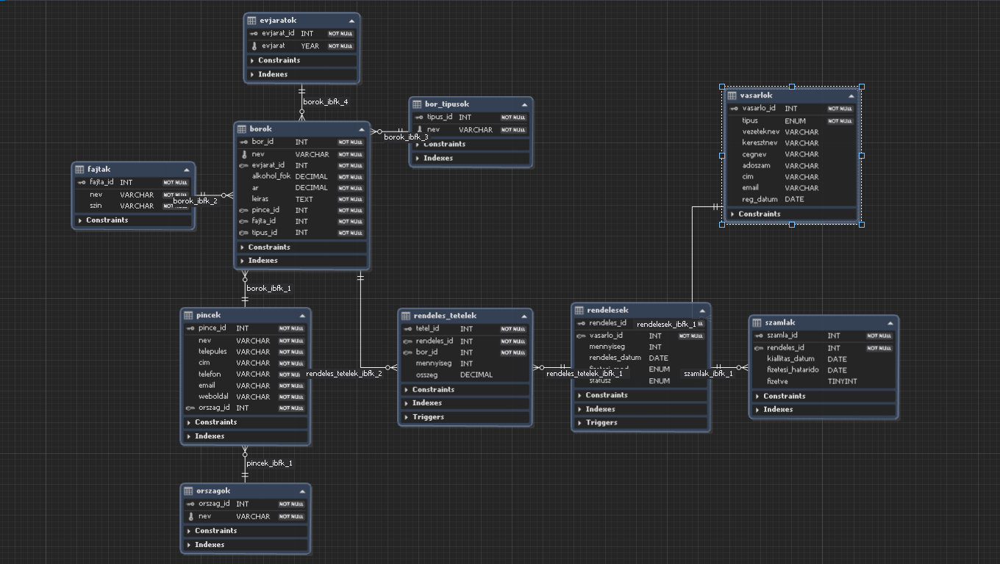 evjaratok
evjarat_id INT NOT NULL
evjarat YEAR NOT NULL
Constraints
Indexes
borok_ibfk_4
bor_tipusok
tipus_id INT NOT NULL
nev VARCHAR NOT NULL
Constraints
Indexes
borok_ibfk_3
vasarlok
vasarlo_id INT NOT NULL
tipus ENUM NOT NULL
vezeteknev VARCHAR
keresztnev VARCHAR
cegnev VARCHAR
adoszam VARCHAR
cim VARCHAR
email VARCHAR
reg_datum DATE
Constraints
borok
bor_id INT NOT NULL
nev VARCHAR NOT NULL
evjarat_id INT NOT NULL
alkohol_fok DECIMAL NOT NULL
ar DECIMAL NOT NULL
leiras TEXT NOT NULL
pince_id INT NOT NULL
fajta_id INT NOT NULL
tipus_id INT NOT NULL
Constraints
Indexes
fajtak
fajta_id INT NOT NULL
nev VARCHAR NOT NULL
szin VARCHAR NOT NULL
Constraints
borok_ibfk_2
borok_ibfk_1
pincek
pince_id INT NOT NULL
nev VARCHAR NOT NULL
telepules VARCHAR NOT NULL
cim VARCHAR NOT NULL
telefon VARCHAR NOT NULL
email VARCHAR NOT NULL
weboldal VARCHAR NOT NULL
orszag_id INT NOT NULL
Constraints
Indexes
rendeles_tetelek_ibfk_2
rendeles_tetelek
tetel_id INT NOT NULL
rendeles_id INT NOT NULL
bor_id INT NOT NULL
mennyiseg INT
osszeg DECIMAL
Constraints
Indexes
Triggers
rendeles_tetelek_ibfk_1
rendelesek
rendeles_id
rendelesek_ibfk_1
vasarlo_id INT NOT NULL
mennyiseg INT
rendeles_datum DATE
ENUM
statusz ENUM
Constraints
Indexes
Triggers
szamlak_ibfk_1
szamlak
szamla_id INT NOT NULL
rendeles_id INT NOT NULL
kiallitas_datum DATE
fizetesi_hatarido DATE
fizetve TINYINT
Constraints
Indexes
pincek_ibfk_1
orszagok
orszag_id INT NOT NULL
nev VARCHAR NOT NULL
Constraints
Indexes